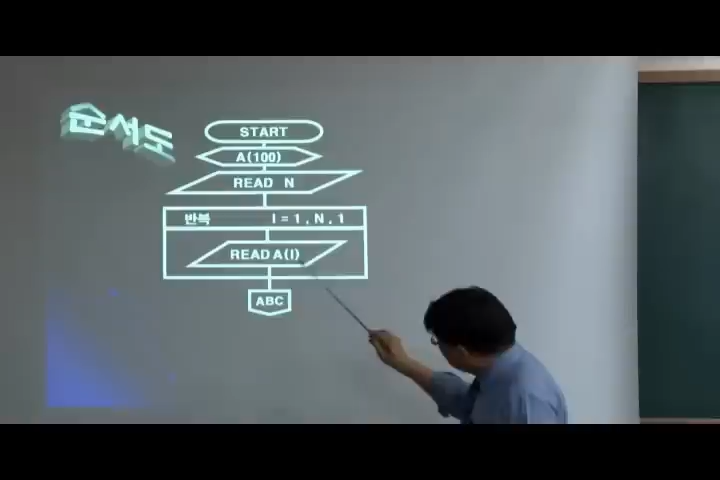 순서도
START
A(100)
READ N
반복 I = 1 , N , 1
READ A(I)
ABC